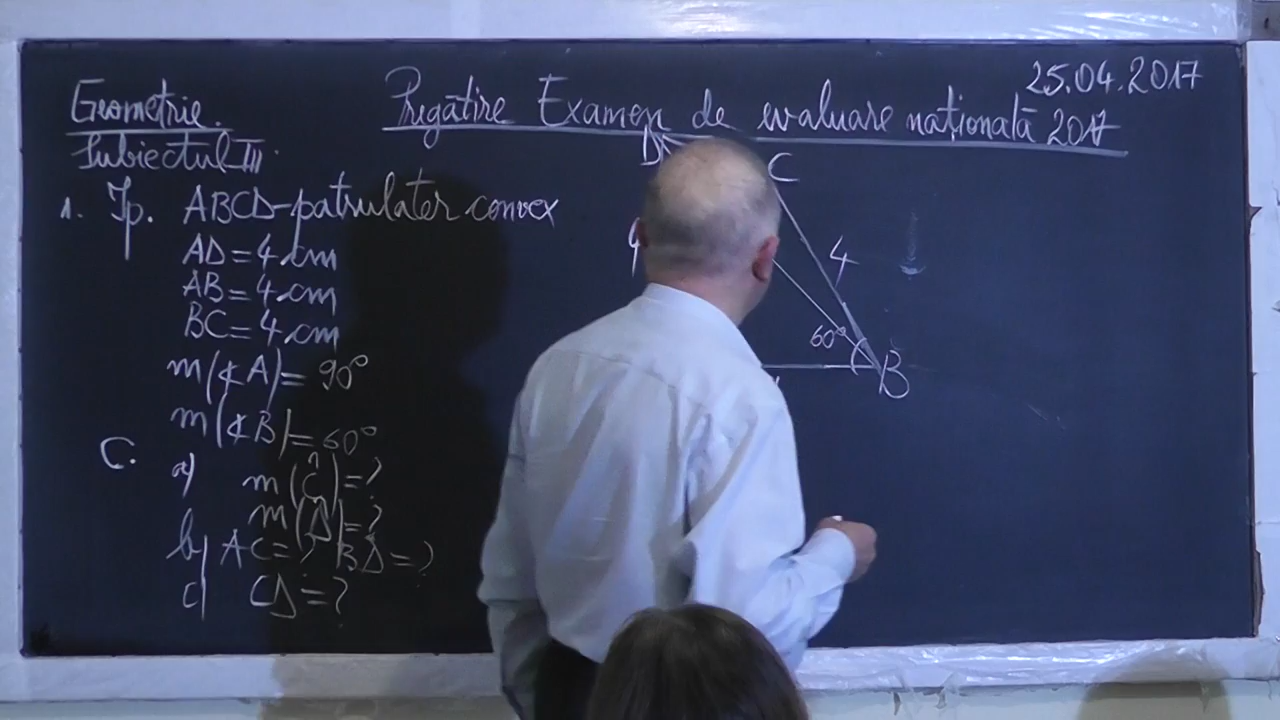 25.04.2017
Geometrie.
Pregătire Examen de evaluare națională 2017
Subiectul III
1. Ip. ABCD-patrulater convex
AD = 4 cm
AB = 4 cm
BC = 4 cm
m(∢A) = 90°
m(∢B) = 60°
C. a) m(Ĉ) = ?
m(D̂) = ?
b) AC = ? BD = ?
c) CD = ?
D
C
4
60°
B